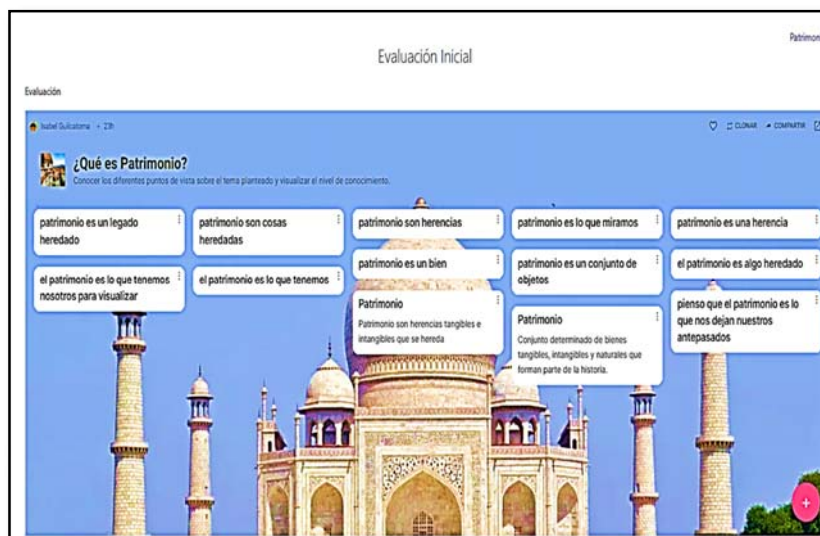 Patrimon
Evaluación Inicial
Evaluación
Isabel Guilcatoma + 23h
CLONAR
COMPARTIR
¿Qué es Patrimonio?
Conocer los diferentes puntos de vista sobre el tema planteado y visualizar el nivel de conocimiento.
patrimonio es un legado
heredado
el patrimonio es lo que tenemos
nosotros para visualizar
patrimonio son cosas
heredadas
el patrimonio es lo que tenemos
patrimonio son herencias
patrimonio es un bien
Patrimonio
Patrimonio son herencias tangibles e
intangibles que se hereda
patrimonio es lo que miramos
patrimonio es un conjunto de
objetos
Patrimonio
Conjunto determinado de bienes
tangibles, intangibles y naturales que
forman parte de la historia.
patrimonio es una herencia
el patrimonio es algo heredado
pienso que el patrimonio es lo
que nos dejan nuestros
antepasados